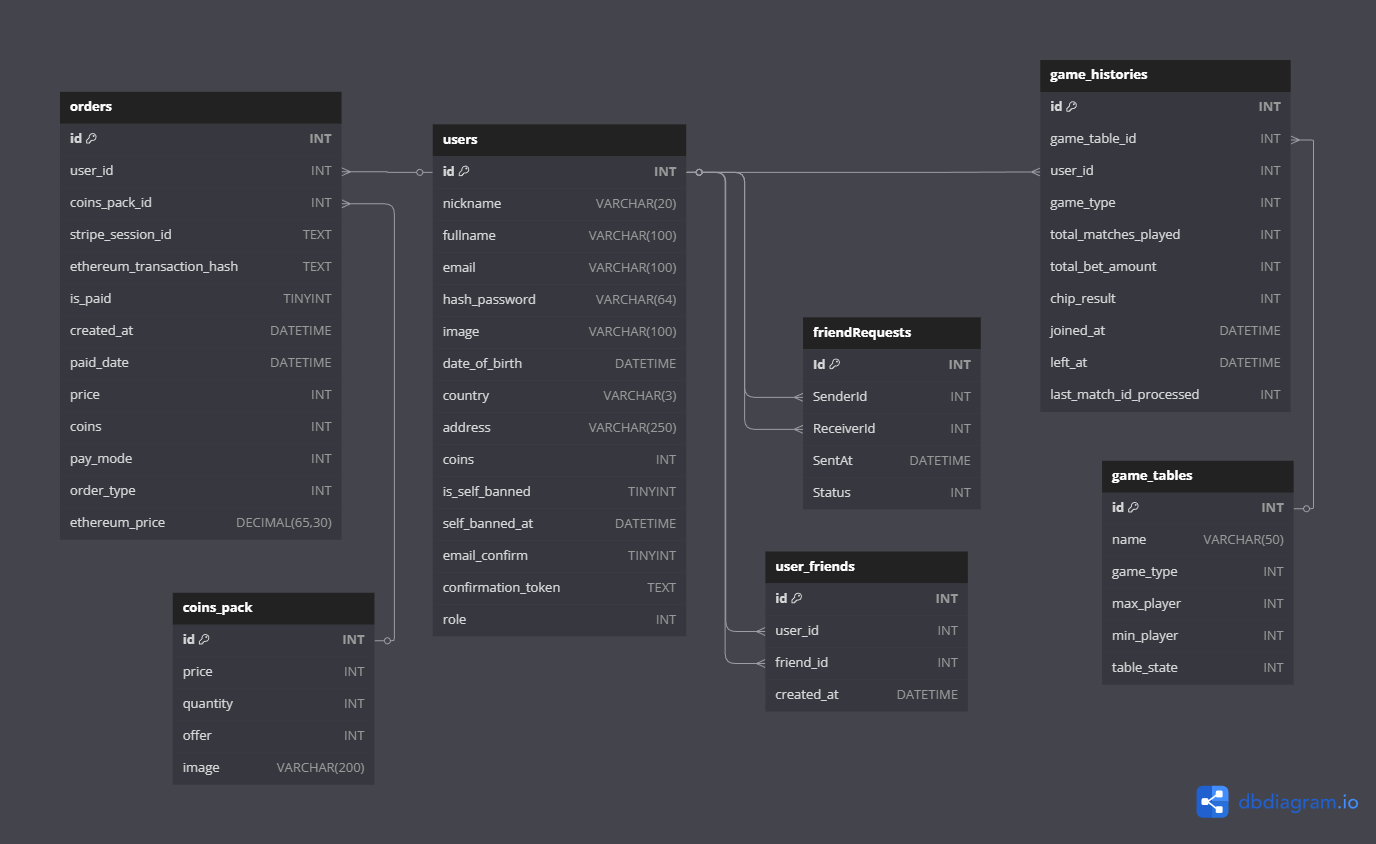 orders
id INT
user_id INT
coins_pack_id INT
stripe_session_id TEXT
ethereum_transaction_hash TEXT
is_paid TINYINT
created_at DATETIME
paid_date DATETIME
price INT
coins INT
pay_mode INT
order_type INT
ethereum_price DECIMAL(65,30)
coins_pack
id INT
price INT
quantity INT
offer INT
image VARCHAR(200)
users
id INT
nickname VARCHAR(20)
fullname VARCHAR(100)
email VARCHAR(100)
hash_password VARCHAR(64)
image VARCHAR(100)
date_of_birth DATETIME
country VARCHAR(3)
address VARCHAR(250)
coins INT
is_self_banned TINYINT
self_banned_at DATETIME
email_confirm TINYINT
confirmation_token TEXT
role INT
friendRequests
Id INT
SenderId INT
ReceiverId INT
SentAt DATETIME
Status INT
user_friends
id INT
user_id INT
friend_id INT
created_at DATETIME
game_histories
id INT
game_table_id INT
user_id INT
game_type INT
total_matches_played INT
total_bet_amount INT
chip_result INT
joined_at DATETIME
left_at DATETIME
last_match_id_processed INT
game_tables
id INT
name VARCHAR(50)
game_type INT
max_player INT
min_player INT
table_state INT
dbdiagram.io